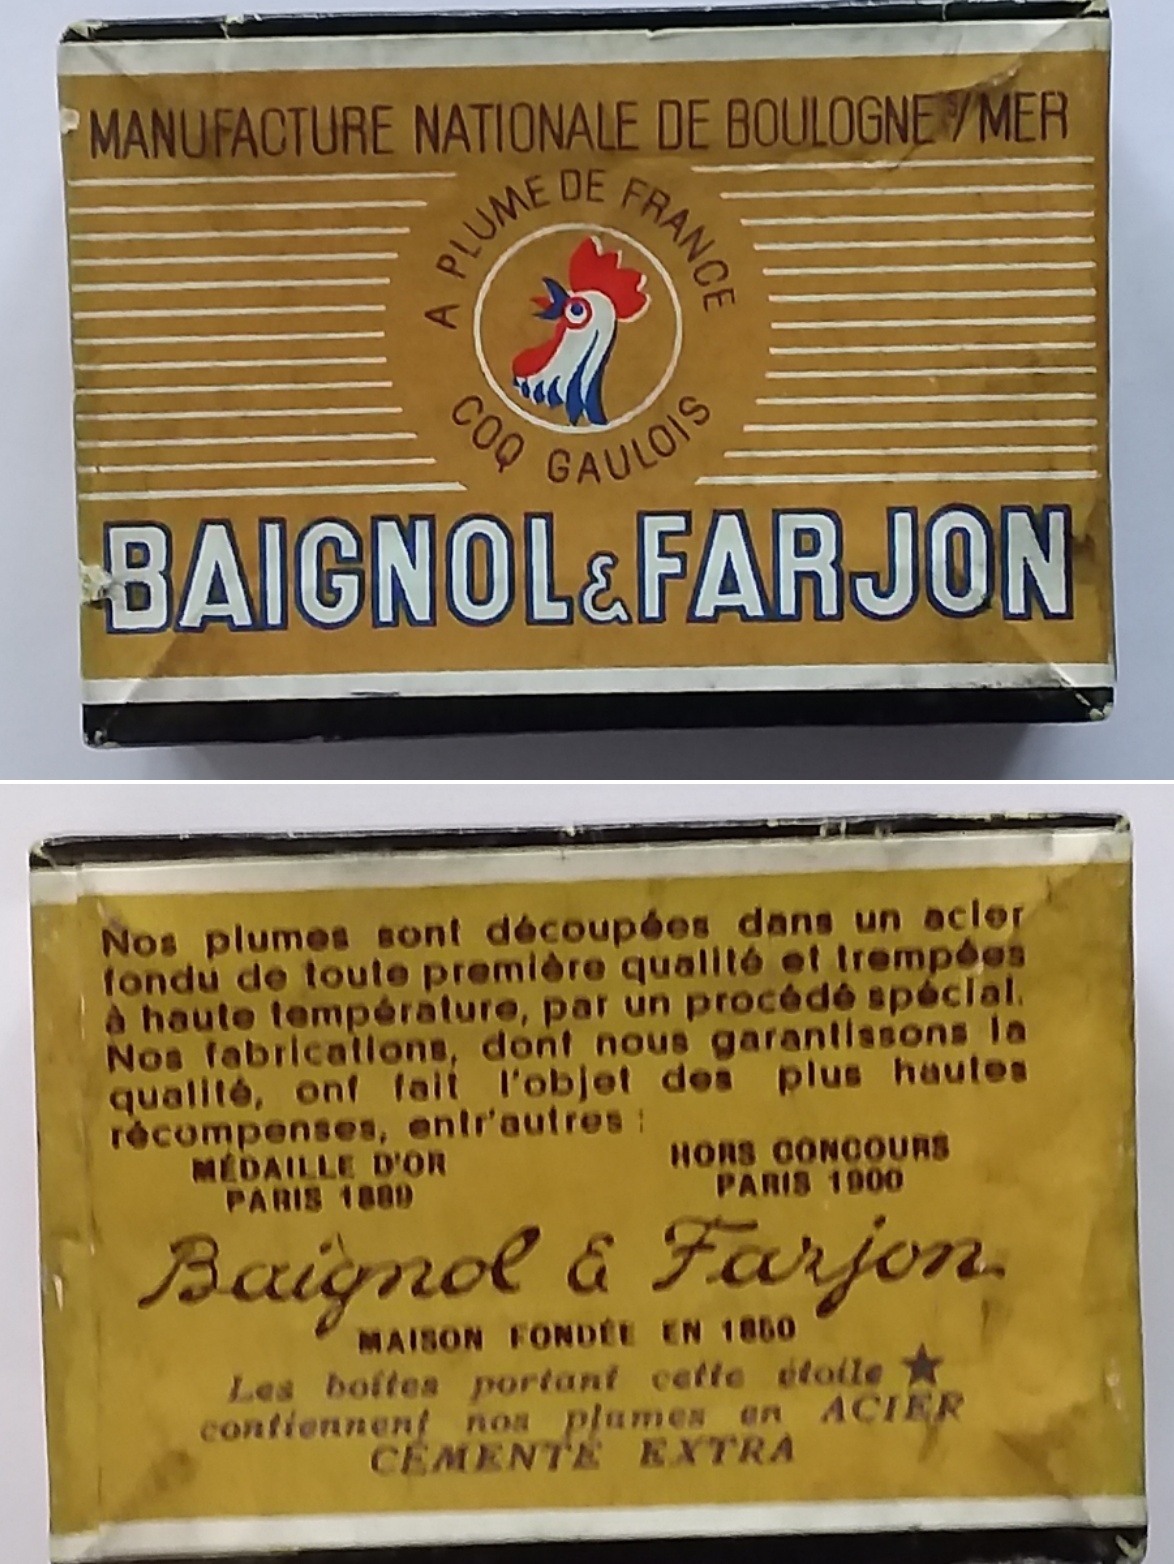 MANUFACTURE NATIONALE DE BOULOGNE S/MER
A PLUME DE FRANCE
COQ GAULOIS
BAIGNOL & FARJON
Nos plumes sont découpées dans un acier
fondu de toute première qualité et trempées
à haute température, par un procédé spécial.
Nos fabrications, dont nous garantissons la
qualité, ont fait l'objet des plus hautes
récompenses, entr'autres :
MÉDAILLE D'OR
PARIS 1889
HORS CONCOURS
PARIS 1900
Baignol & Farjon
MAISON FONDÉE EN 1850
Les boîtes portant cette étoile ★
contiennent nos plumes en ACIER
CÉMENTÉ EXTRA